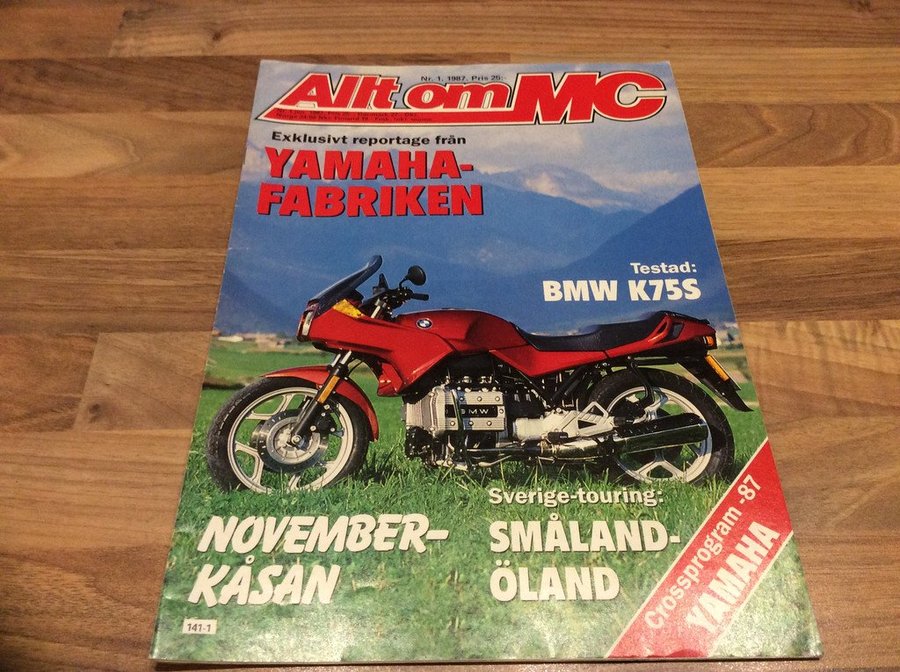 Nr. 1. 1987. Pris 25:-
Allt om MC
Exklusivt reportage från
YAMAHA-
FABRIKEN
Testad:
BMW K75S
BMW
NOVEMBER-
KÅSAN
Sverige-touring:
SMÅLAND-
ÖLAND
Crossprogram -87
YAMAHA
141-1